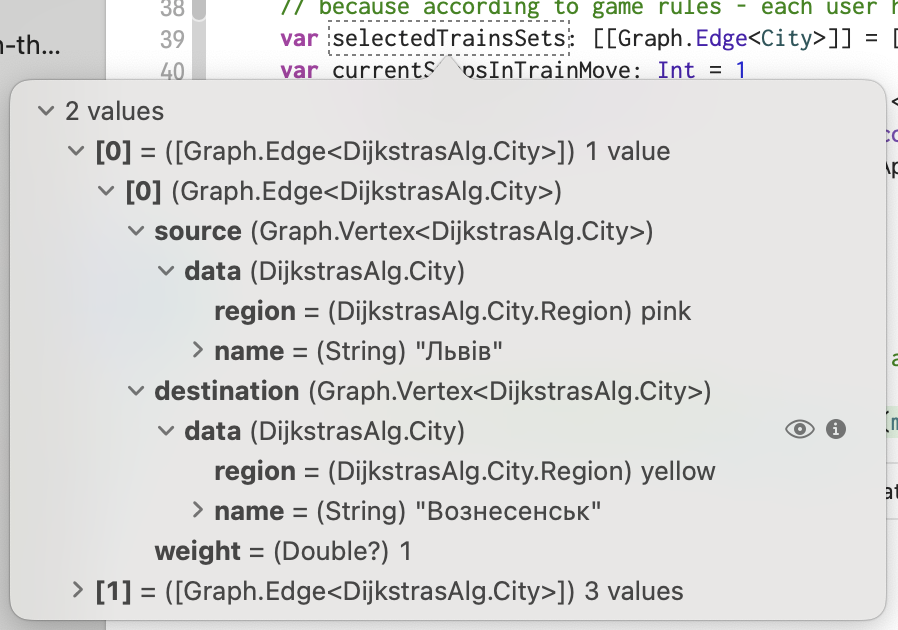 38 // because according to game rules - each user
n-th...
39 var selectedTrainsSets: [[Graph.Edge<City>]] = [
40 var currentS psInTrainMove: Int = 1
2 values
[0] = ([Graph.Edge<DijkstrasAlg.City>]) 1 value
[0] (Graph.Edge<DijkstrasAlg.City>)
source (Graph.Vertex<DijkstrasAlg.City>)
data (DijkstrasAlg.City)
region = (DijkstrasAlg.City.Region) pink
name = (String) "Львів"
destination (Graph.Vertex<DijkstrasAlg.City>)
data (DijkstrasAlg.City)
region = (DijkstrasAlg.City.Region) yellow
name = (String) "Вознесенськ"
weight = (Double?) 1
[1] = ([Graph.Edge<DijkstrasAlg.City>]) 3 values